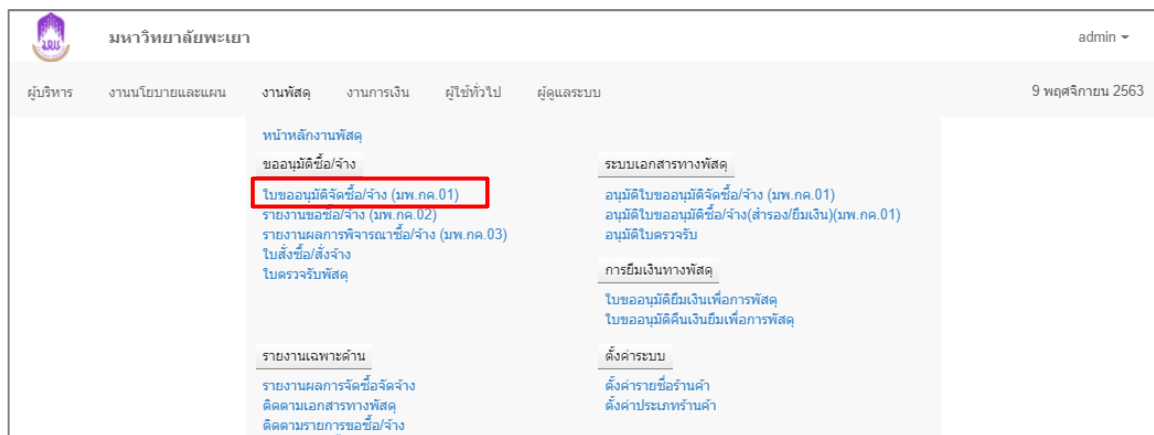 มพย
มหาวิทยาลัยพะเยา
admin
ผู้บริหาร งานนโยบายและแผน งานพัสดุ งานการเงิน ผู้ใช้ทั่วไป ผู้ดูแลระบบ 9 พฤศจิกายน 2563
หน้าหลักงานพัสดุ
ขออนุมัติซื้อ/จ้าง
ใบขออนุมัติจัดซื้อ/จ้าง (มพ.กค.01)
รายงานขอซื้อ/จ้าง (มพ.กค.02)
รายงานผลการพิจารณาซื้อ/จ้าง (มพ.กค.03)
ใบสั่งซื้อ/สั่งจ้าง
ใบตรวจรับพัสดุ
ระบบเอกสารทางพัสดุ
อนุมัติใบขออนุมัติจัดซื้อ/จ้าง (มพ.กค.01)
อนุมัติใบขออนุมัติซื้อ/จ้าง(สำรอง/ยืมเงิน)(มพ.กค.01)
อนุมัติใบตรวจรับ
การยืมเงินทางพัสดุ
ใบขออนุมัติยืมเงินเพื่อการพัสดุ
ใบขออนุมัติคืนเงินยืมเพื่อการพัสดุ
รายงานเฉพาะด้าน
รายงานผลการจัดซื้อจัดจ้าง
ติดตามเอกสารทางพัสดุ
ติดตามรายการขอซื้อ/จ้าง
ตั้งค่าระบบ
ตั้งค่ารายชื่อร้านค้า
ตั้งค่าประเภทร้านค้า